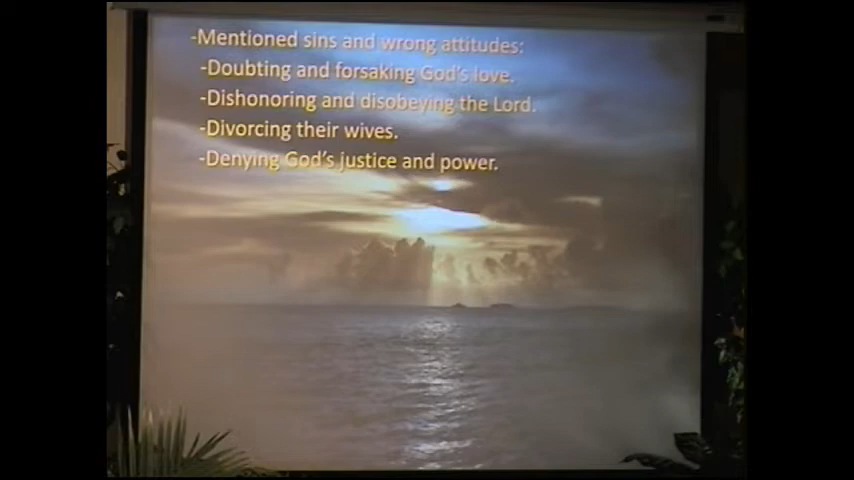 -Mentioned sins and wrong attitudes:
-Doubting and forsaking God's love.
-Dishonoring and disobeying the Lord.
-Divorcing their wives.
-Denying God's justice and power.